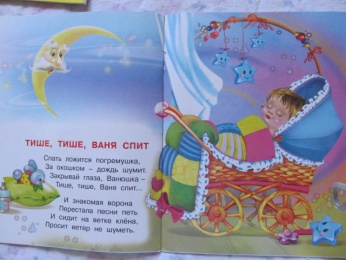 ТИШЕ, ТИШЕ, ВАНЯ СПИТ
Спать ложится погремушка,
За окошком – дождь шумит.
Закрывай глаза, Ванюшка –
Тише, тише, Ваня спит...
И знакомая ворона
Перестала песни петь
И сидит на ветке клёна,
Просит ветер не шуметь.